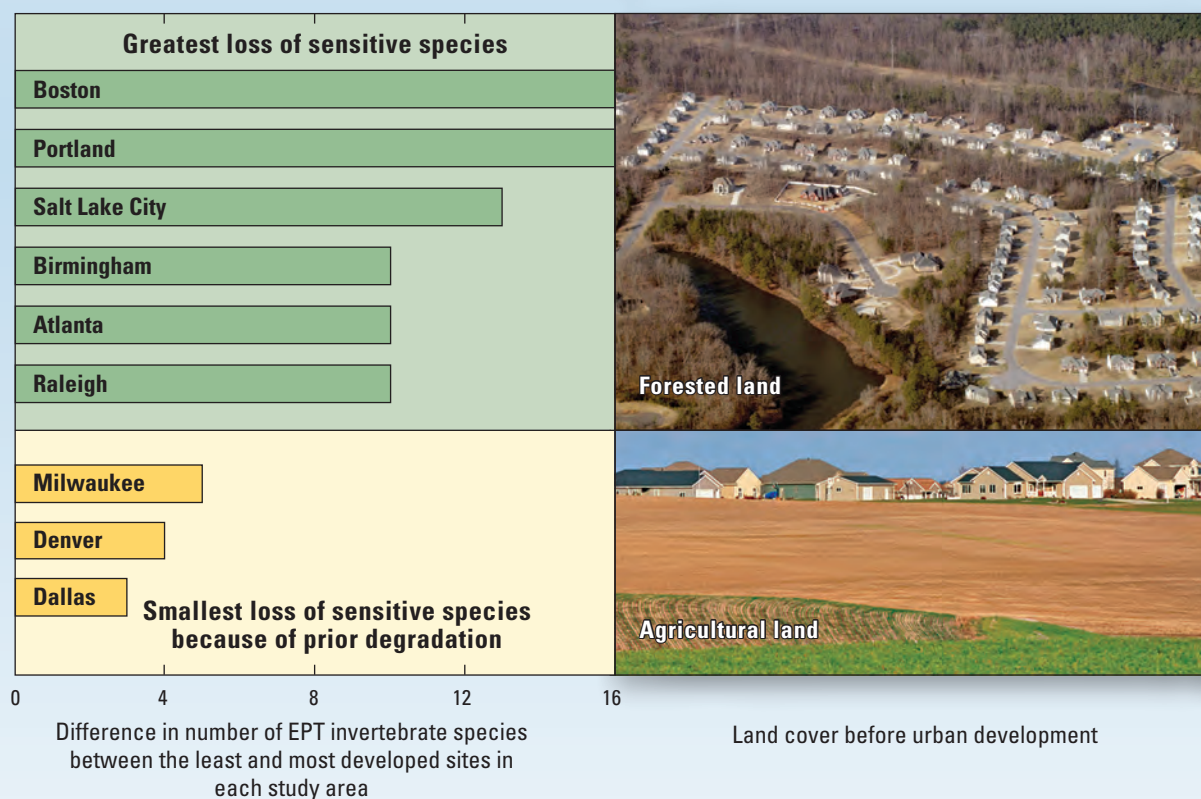 Greatest loss of sensitive species
Boston
Portland
Salt Lake City
Birmingham
Atlanta
Raleigh
Forested land
Milwaukee
Denver
Dallas
Smallest loss of sensitive species
because of prior degradation
Agricultural land
0 4 8 12 16
Difference in number of EPT invertebrate species
between the least and most developed sites in
each study area
Land cover before urban development